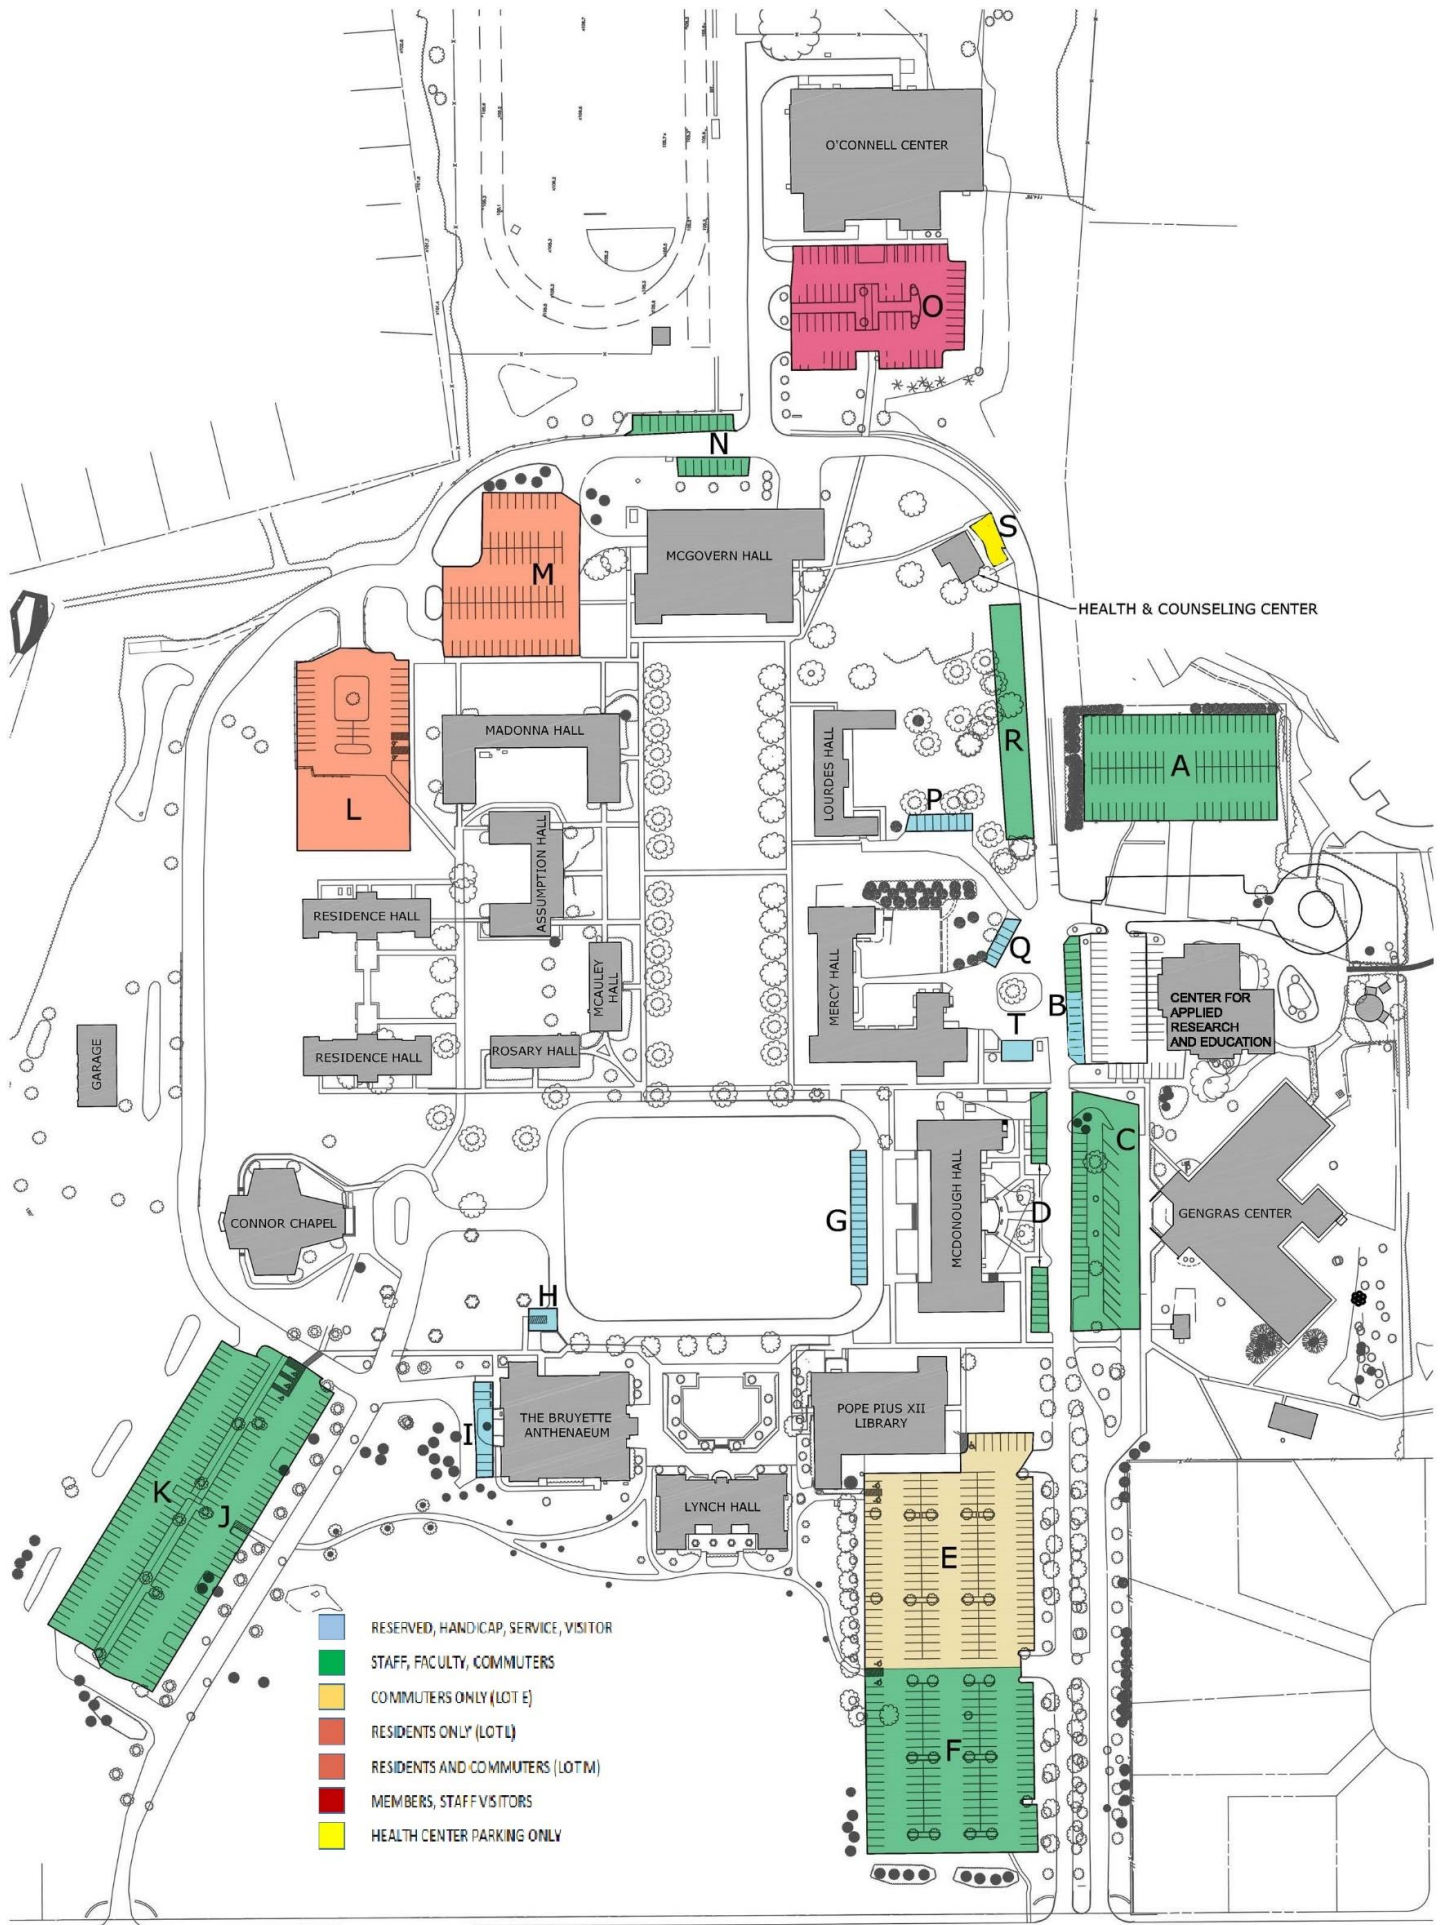 O'CONNELL CENTER
O
N
S
MCGOVERN HALL
M
HEALTH & COUNSELING CENTER
MADONNA HALL
R
A
LOURDES HALL
P
L
ASSUMPTION HALL
RESIDENCE HALL
Q
MCAULEY
HALL
MERCY HALL
B
CENTER FOR
APPLIED
RESEARCH
AND EDUCATION
T
ROSARY HALL
RESIDENCE HALL
GARAGE
C
CONNOR CHAPEL
G
MCDONOUGH HALL
D
GENGRAS CENTER
H
I
THE BRUYETTE
ANTHENAEUM
POPE PIUS XII
LIBRARY
K
J
LYNCH HALL
E
RESERVED, HANDICAP, SERVICE, VISITOR
STAFF, FACULTY, COMMUTERS
COMMUTERS ONLY (LOT E)
RESIDENTS ONLY (LOT L)
RESIDENTS AND COMMUTERS (LOT M)
MEMBERS, STAFF VISITORS
HEALTH CENTER PARKING ONLY
F